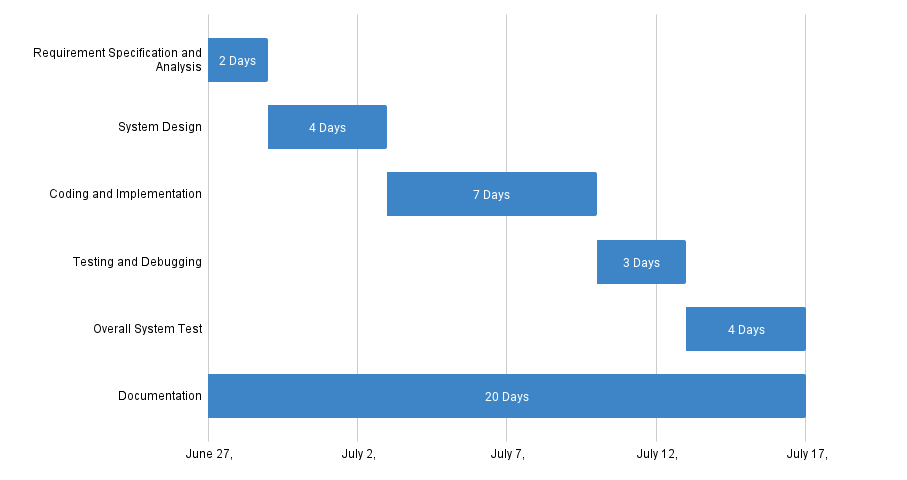 Requirement Specification and
Analysis
2 Days
System Design
4 Days
Coding and Implementation
7 Days
Testing and Debugging
3 Days
Overall System Test
4 Days
Documentation
20 Days
June 27,
July 2,
July 7,
July 12,
July 17,